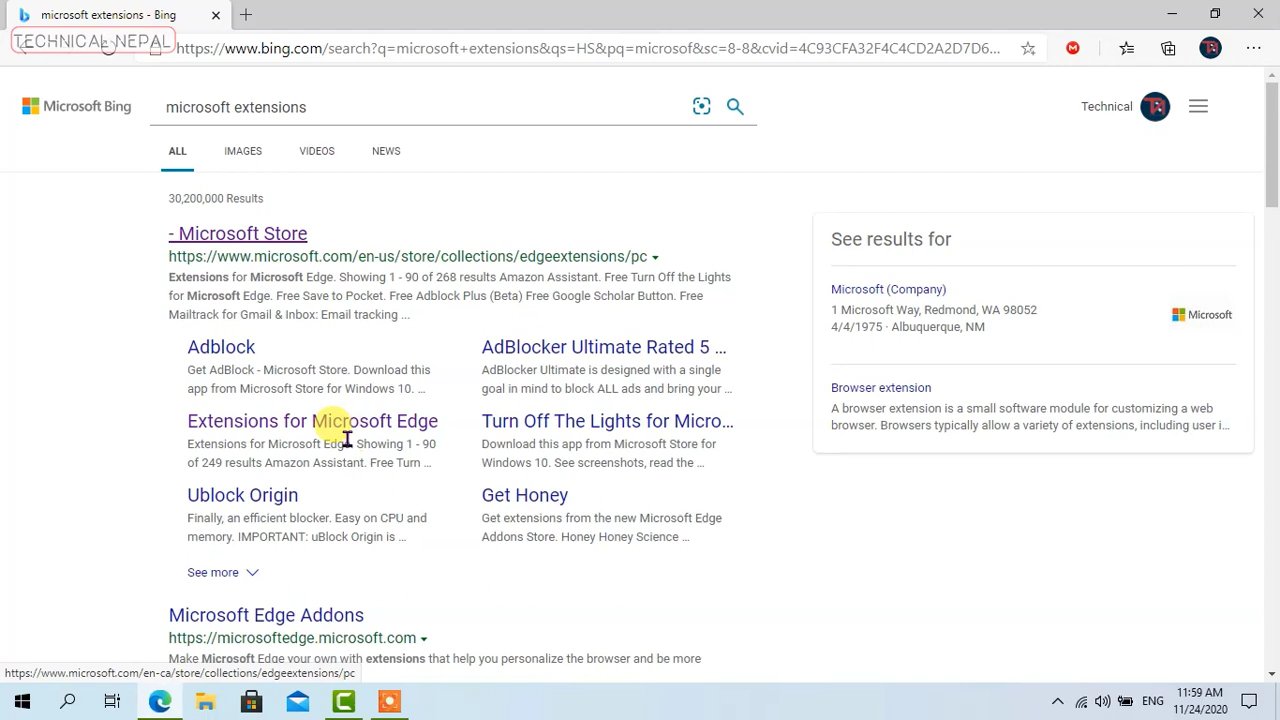 microsoft extensions - Bing
TECHNICAL NEPAL
https://www.bing.com/search?q=microsoft+extensions&qs=HS&pq=microsof&sc=8-8&cvid=4C93CFA32F4C4CD2A2D7D6...
Microsoft Bing
microsoft extensions
Technical
ALL IMAGES VIDEOS NEWS
30,200,000 Results
- Microsoft Store
https://www.microsoft.com/en-us/store/collections/edgeextensions/pc
Extensions for Microsoft Edge. Showing 1 - 90 of 268 results Amazon Assistant. Free Turn Off the Lights
for Microsoft Edge. Free Save to Pocket. Free Adblock Plus (Beta) Free Google Scholar Button. Free
Mailtrack for Gmail & Inbox: Email tracking ...
Adblock
Get AdBlock - Microsoft Store. Download this
app from Microsoft Store for Windows 10. ...
AdBlocker Ultimate Rated 5 ...
AdBlocker Ultimate is designed with a single
goal in mind to block ALL ads and bring your ...
Extensions for Microsoft Edge
Extensions for Microsoft Edge. Showing 1 - 90
of 249 results Amazon Assistant. Free Turn ...
Turn Off The Lights for Micro...
Download this app from Microsoft Store for
Windows 10. See screenshots, read the ...
Ublock Origin
Finally, an efficient blocker. Easy on CPU and
memory. IMPORTANT: uBlock Origin is ...
Get Honey
Get extensions from the new Microsoft Edge
Addons Store. Honey Honey Science ...
See more
Microsoft Edge Addons
https://microsoftedge.microsoft.com
Make Microsoft Edge your own with extensions that help you personalize the browser and be more
See results for
Microsoft (Company)
1 Microsoft Way, Redmond, WA 98052
4/4/1975 · Albuquerque, NM
Microsoft
Browser extension
A browser extension is a small software module for customizing a web
browser. Browsers typically allow a variety of extensions, including user i...
https://www.microsoft.com/en-ca/store/collections/edgeextensions/pc
ENG
11:59 AM
11/24/2020